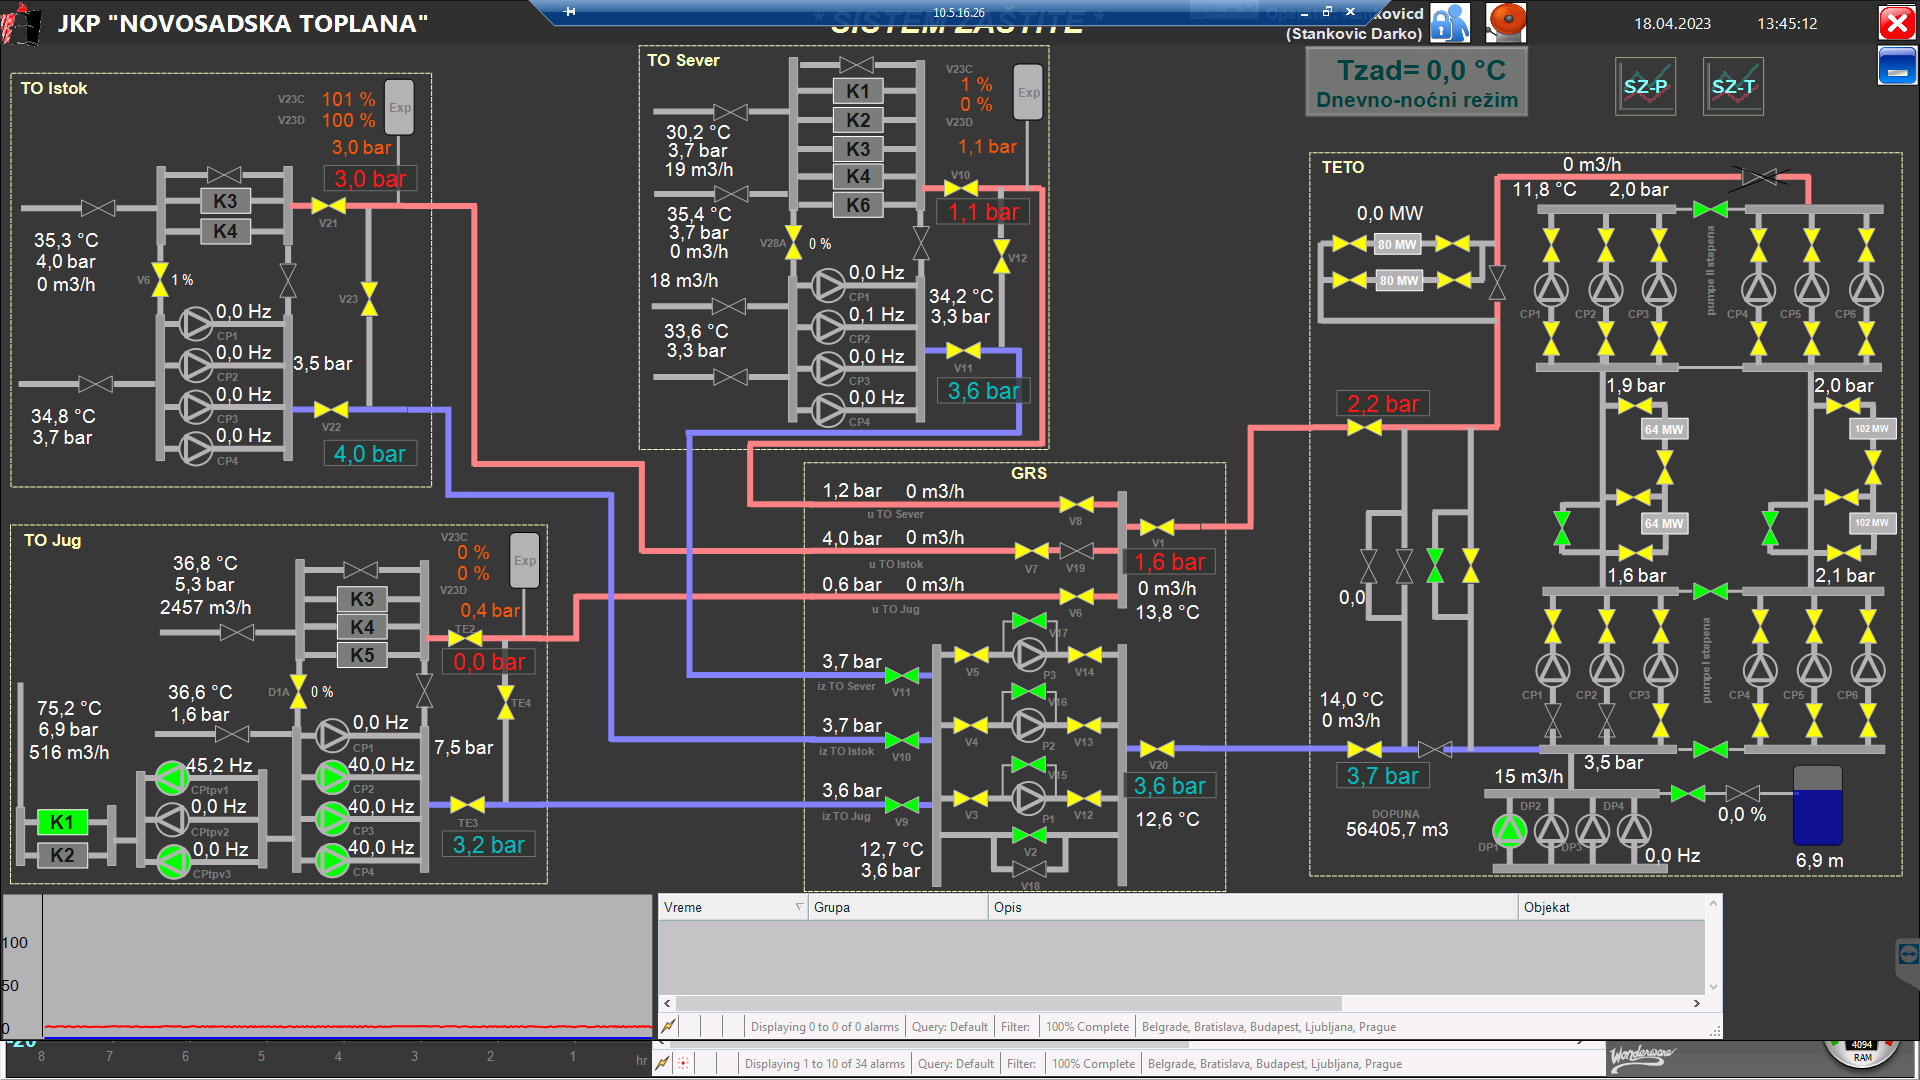 JKP "NOVOSADSKA TOPLANA"
* SISTEM ZAŠTITE *
10.5.16.26
(Stankovic Darko)
18.04.2023
13:45:12
Tzad= 0,0 °C
Dnevno-noćni režim
SZ-P
SZ-T
TO Istok
V23C 101 %
V23D 100 %
Exp
3,0 bar
3,0 bar
K3
K4
V21
35,3 °C
4,0 bar
0 m3/h
V6 1 %
V23
0,0 Hz
CP1
0,0 Hz
CP2
3,5 bar
0,0 Hz
CP3
0,0 Hz
CP4
34,8 °C
3,7 bar
V22
4,0 bar
TO Sever
K1
K2
K3
K4
K6
V23C
1 %
0 %
V23D
Exp
1,1 bar
V10
1,1 bar
30,2 °C
3,7 bar
19 m3/h
35,4 °C
3,7 bar
0 m3/h
18 m3/h
33,6 °C
3,3 bar
V28A 0 %
V12
0,0 Hz
CP1
0,1 Hz
CP2
0,0 Hz
CP3
0,0 Hz
CP4
34,2 °C
3,3 bar
V11
3,6 bar
TO Jug
36,8 °C
5,3 bar
2457 m3/h
K3
K4
K5
V23C
0 %
0 %
V23D
Exp
0,4 bar
TE2
0,0 bar
36,6 °C
1,6 bar
D1A 0 %
TE4
75,2 °C
6,9 bar
516 m3/h
0,0 Hz
CP1
7,5 bar
45,2 Hz
CPtpv1
40,0 Hz
CP2
0,0 Hz
CPtpv2
40,0 Hz
CP3
0,0 Hz
CPtpv3
40,0 Hz
CP4
K1
K2
TE3
3,2 bar
GRS
1,2 bar 0 m3/h
u TO Sever
V8
4,0 bar 0 m3/h
u TO Istok
V7
V19
0,6 bar 0 m3/h
u TO Jug
V6
V1
1,6 bar
0 m3/h
13,8 °C
3,7 bar
iz TO Sever
V11
3,7 bar
iz TO Istok
V10
3,6 bar
iz TO Jug
V9
V17
V5
P3
V14
V16
V4
P2
V13
V15
V3
P1
V12
V2
V18
12,7 °C
3,6 bar
V20
3,6 bar
12,6 °C
TETO
0 m3/h
11,8 °C 2,0 bar
0,0 MW
80 MW
80 MW
CP1
CP2
CP3
pumpe II stepena
CP4
CP5
CP6
2,2 bar
1,9 bar
2,0 bar
64 MW
102 MW
64 MW
102 MW
1,6 bar
2,1 bar
0,0
CP1
CP2
CP3
pumpe I stepena
CP4
CP5
CP6
14,0 °C
0 m3/h
3,7 bar
3,5 bar
15 m3/h
DOPUNA
56405,7 m3
DP1
DP2
DP3
DP4
0,0 Hz
0,0 %
6,9 m
100
50
0
-20
8 7 6 5 4 3 2 1 hr
Vreme Grupa Opis Objekat
Displaying 0 to 0 of 0 alarms Query: Default Filter: 100% Complete Belgrade, Bratislava, Budapest, Ljubljana, Prague
Displaying 1 to 10 of 34 alarms Query: Default Filter: 100% Complete Belgrade, Bratislava, Budapest, Ljubljana, Prague
Wonderware
4094
RAM